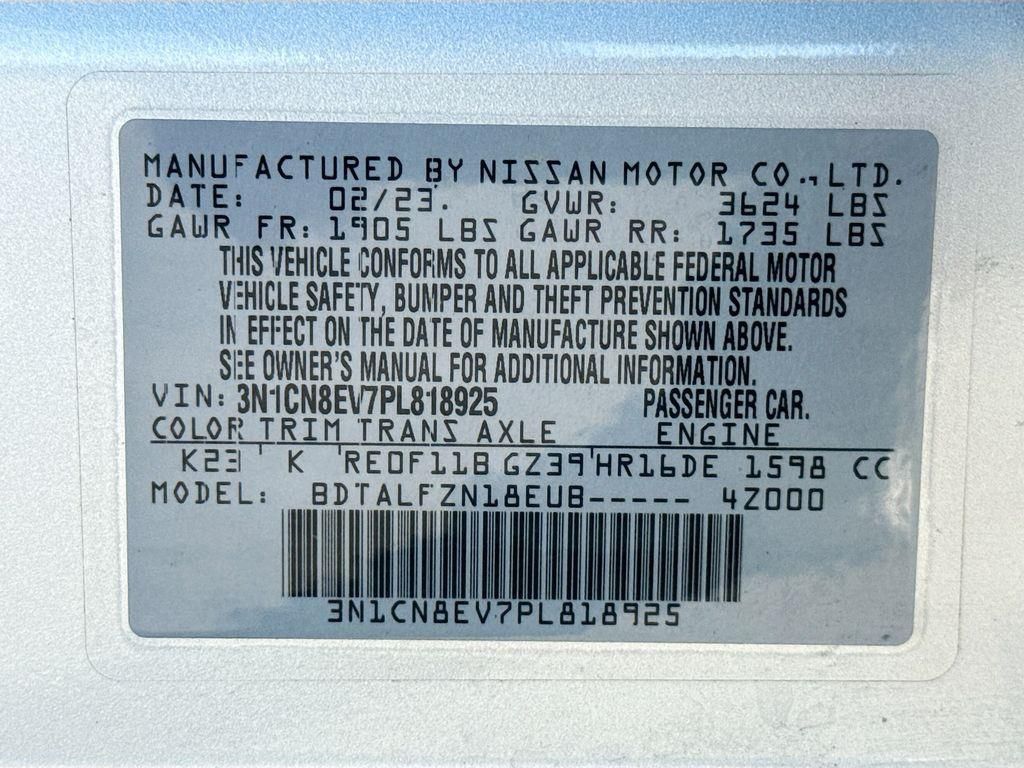 MANUFACTURED BY NISSAN MOTOR CO., LTD.
DATE: 02/23. GVWR: 3624 LBS
GAWR FR: 1905 LBS GAWR RR: 1735 LBS
THIS VEHICLE CONFORMS TO ALL APPLICABLE FEDERAL MOTOR
VEHICLE SAFETY, BUMPER AND THEFT PREVENTION STANDARDS
IN EFFECT ON THE DATE OF MANUFACTURE SHOWN ABOVE.
SEE OWNER'S MANUAL FOR ADDITIONAL INFORMATION.
VIN: 3N1CN8EV7PL818925 PASSENGER CAR.
COLOR TRIM TRANS AXLE ENGINE
K23 K RE0F11B GZ39 HR16DE 1598 CC
MODEL: BDTALFZN18EUB----- 4Z000
3N1CN8EV7PL818925